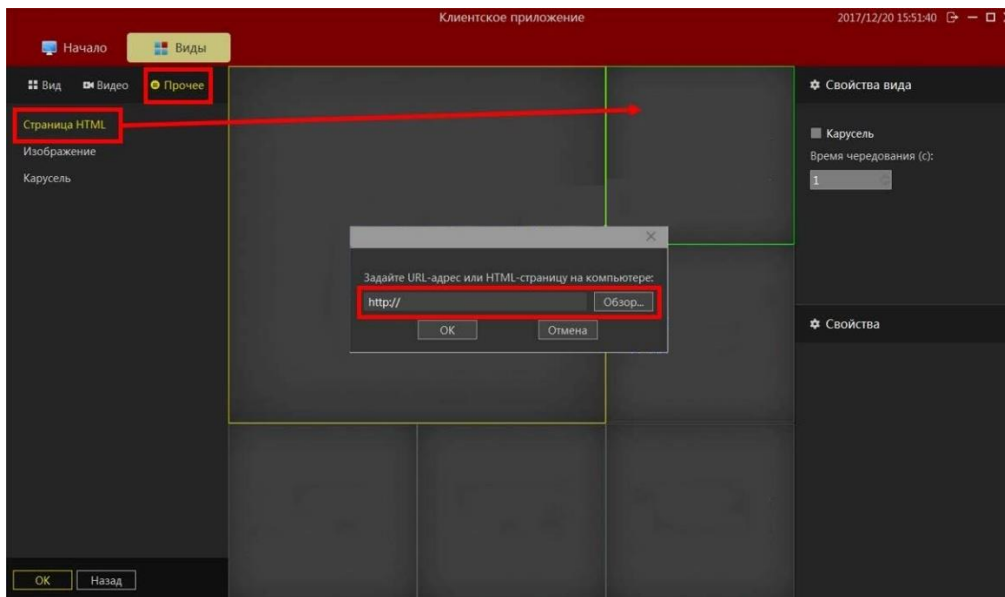 Клиентское приложение
2017/12/20 15:51:40
Начало
Виды
Вид
Видео
Прочее
Страница HTML
Изображение
Карусель
Задайте URL-адрес или HTML-страницу на компьютере:
http://
Обзор...
OK
Отмена
Свойства вида
Карусель
Время чередования (с):
1
Свойства
OK
Назад